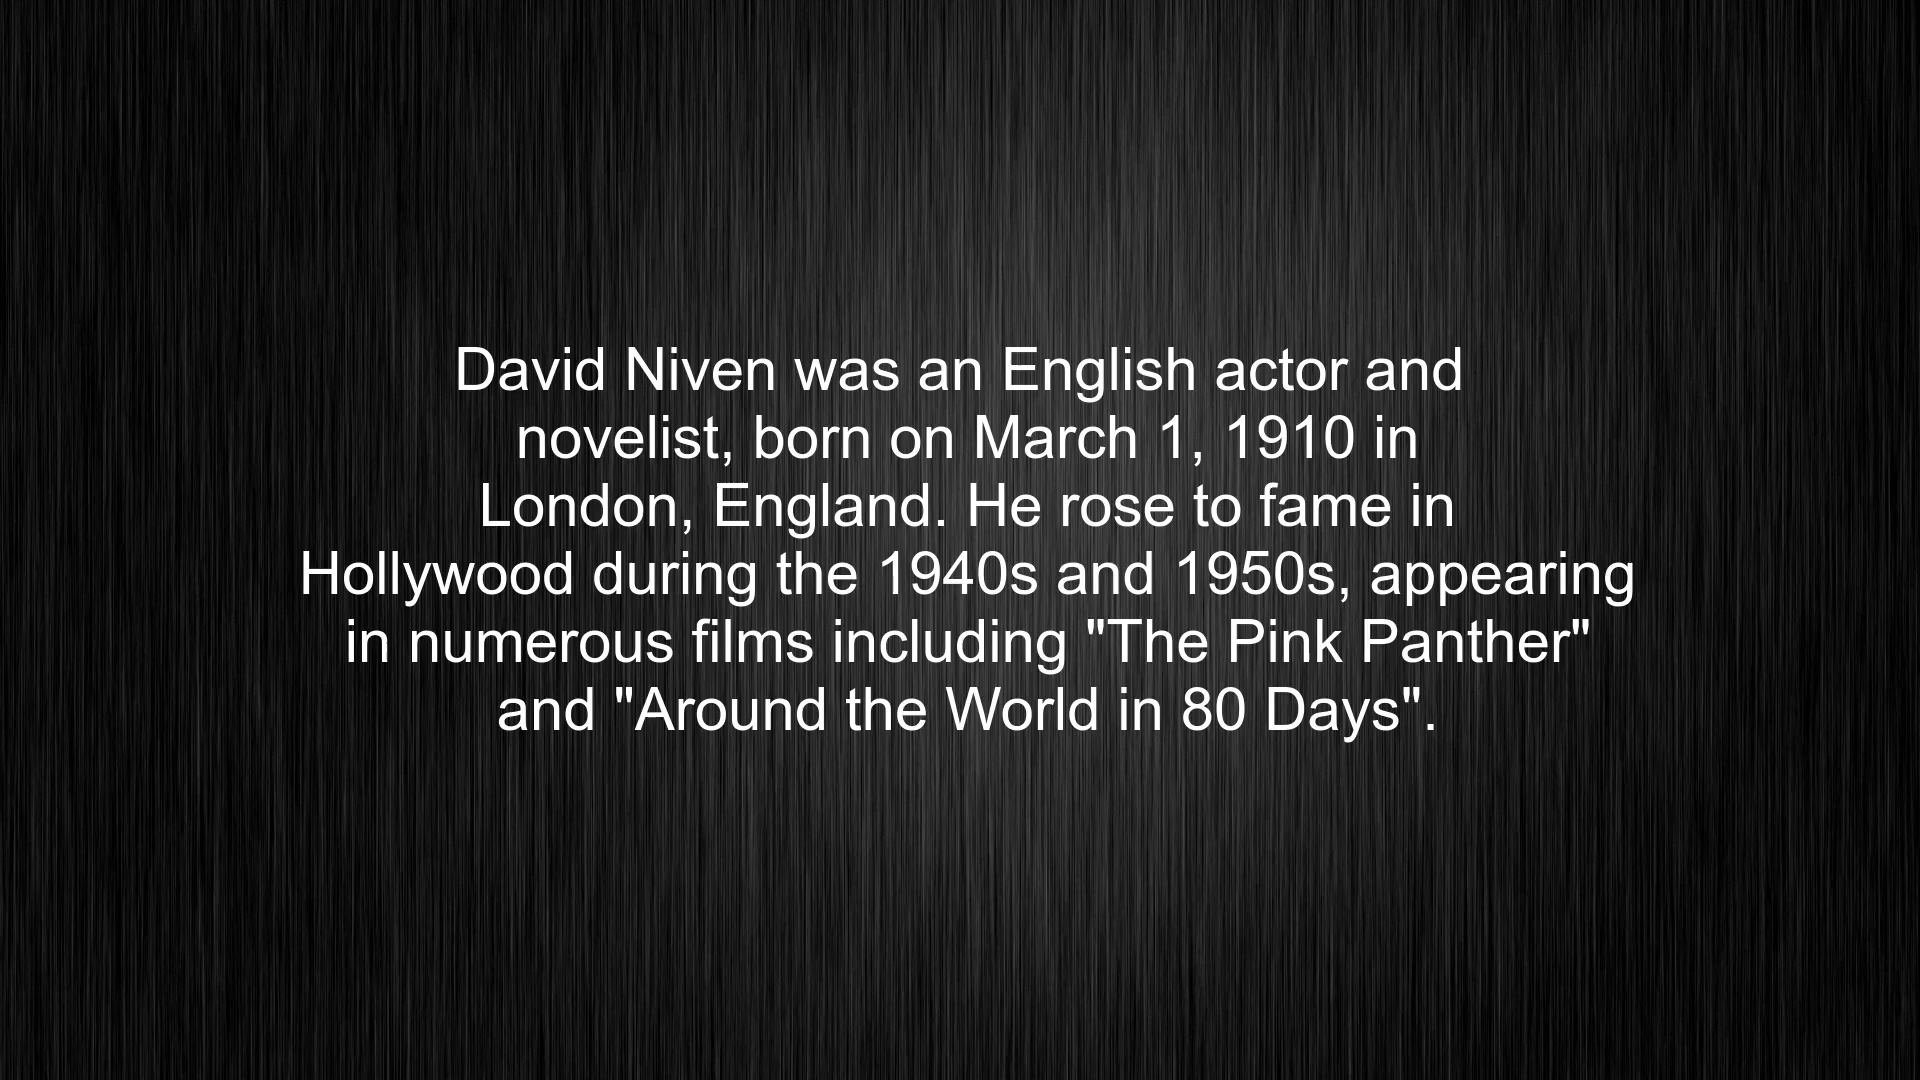 David Niven was an English actor and
novelist, born on March 1, 1910 in
London, England. He rose to fame in
Hollywood during the 1940s and 1950s, appearing
in numerous films including "The Pink Panther"
and "Around the World in 80 Days".